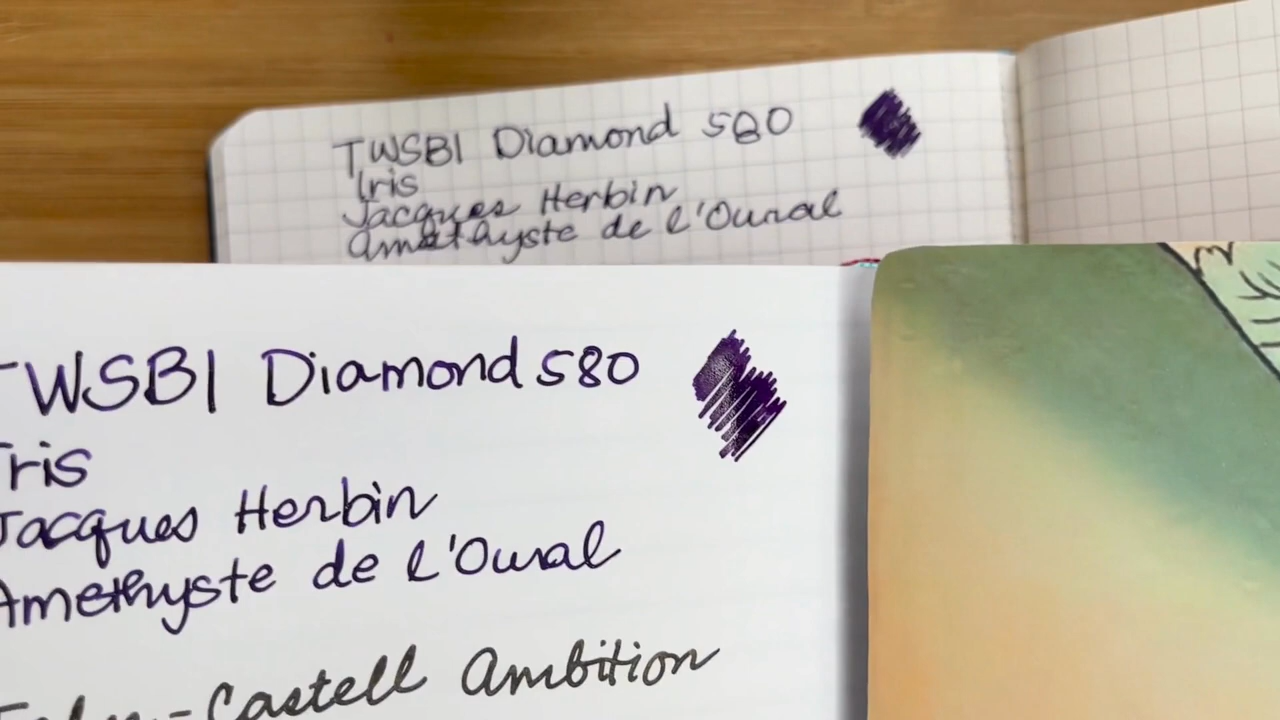 TWSBI Diamond 580
Iris
Jacques Herbin
Amethyste de l'Oural
TWSBI Diamond 580
Iris
Jacques Herbin
Amethyste de l'Oural
-Castell Ambition